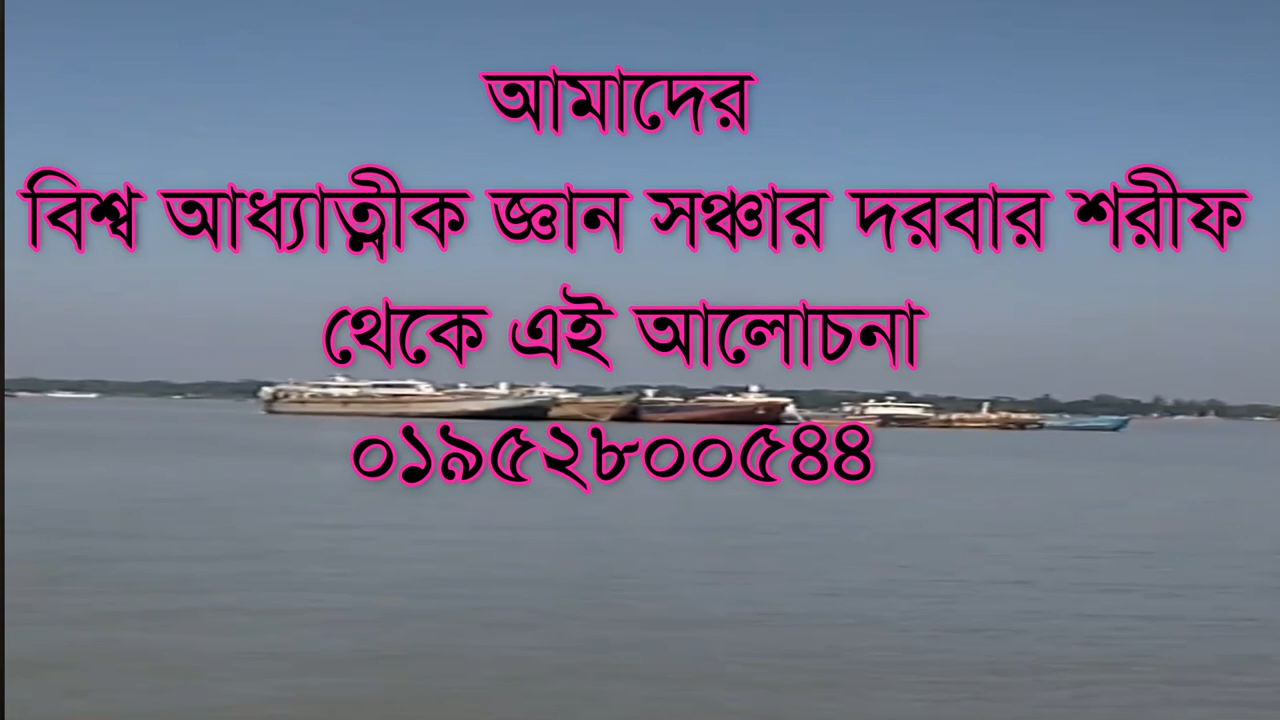 আমাদের
বিশ্ব আধ্যাত্নীক জ্ঞান সঞ্চার দরবার শরীফ
থেকে এই আলোচনা
০১৯৫২৮০০৫৪৪